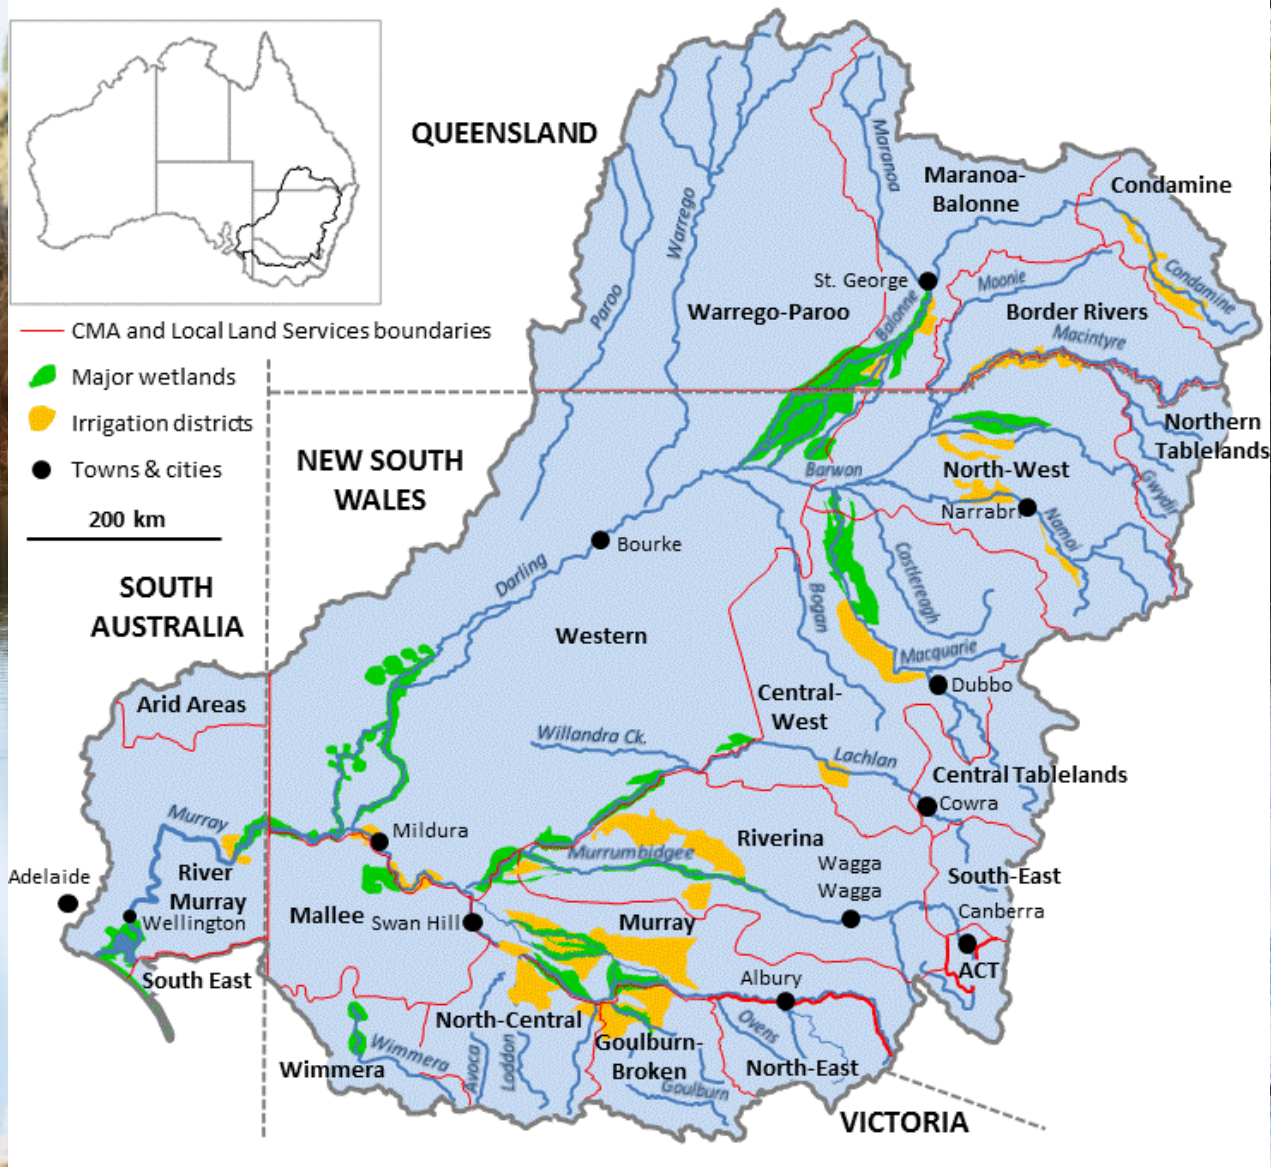 QUEENSLAND
Maranoa
Maranoa-
Balonne
Condamine
Warrego
Condamine
Paroo
St. George
Moonie
Warrego-Paroo
Balonne
Border Rivers
Macintyre
CMA and Local Land Services boundaries
Major wetlands
Irrigation districts
Towns & cities
200 km
NEW SOUTH
WALES
Northern
Tablelands
Barwon
North-West
Gwydir
Narrabri
Namoi
Bourke
Darling
Castlereagh
Bogan
SOUTH
AUSTRALIA
Western
Macquarie
Dubbo
Arid Areas
Central-
West
Willandra Ck.
Lachlan
Central Tablelands
Cowra
Murray
Mildura
Riverina
Murrumbidgee
Wagga
Wagga
Adelaide
River
Murray
South-East
Wellington
Mallee
Swan Hill
Murray
Canberra
South East
Albury
ACT
North-Central
Ovens
Goulburn-
Broken
Wimmera
Wimmera
Avoca
Loddon
North-East
Goulburn
VICTORIA